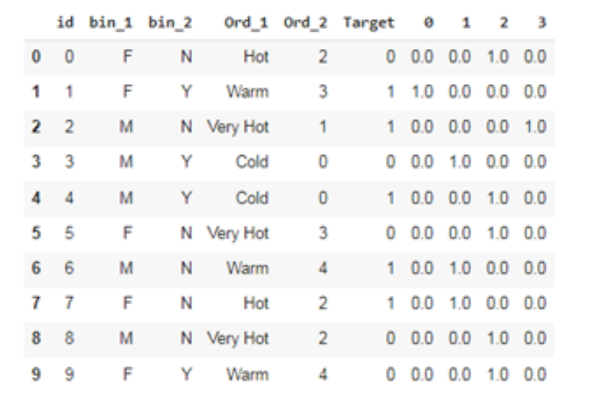 id bin_1 bin_2 Ord_1 Ord_2 Target 0 1 2 3
0 0 F N Hot 2 0 0.0 0.0 1.0 0.0
1 1 F Y Warm 3 1 1.0 0.0 0.0 0.0
2 2 M N Very Hot 1 1 0.0 0.0 0.0 1.0
3 3 M Y Cold 0 0 0.0 1.0 0.0 0.0
4 4 M Y Cold 0 1 0.0 0.0 1.0 0.0
5 5 F N Very Hot 3 0 0.0 0.0 1.0 0.0
6 6 M N Warm 4 1 0.0 1.0 0.0 0.0
7 7 F N Hot 2 1 0.0 1.0 0.0 0.0
8 8 M N Very Hot 2 0 0.0 0.0 1.0 0.0
9 9 F Y Warm 4 0 0.0 0.0 1.0 0.0